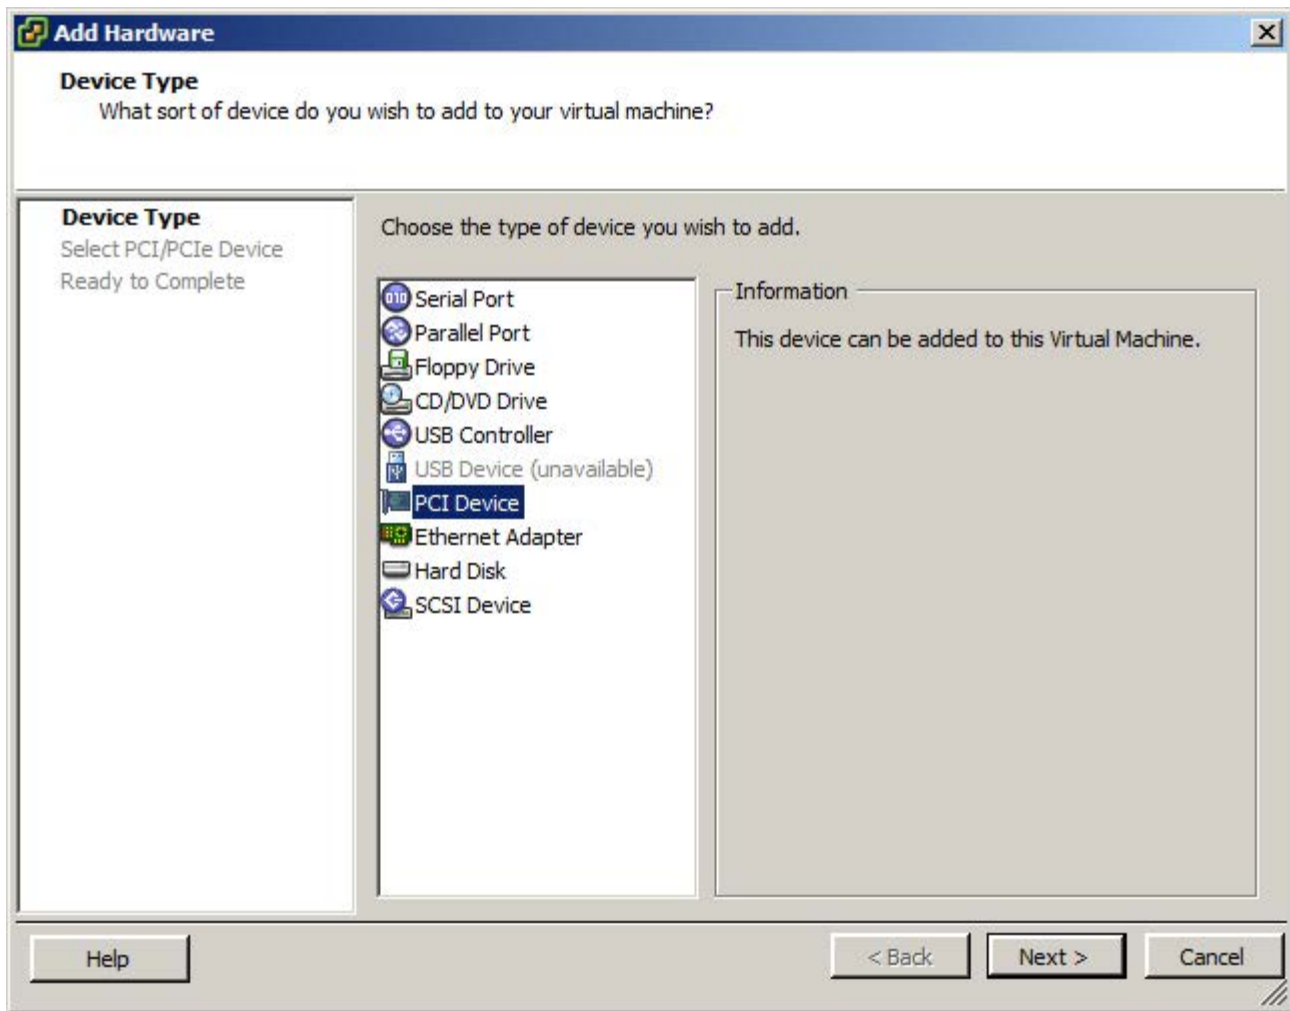 Add Hardware
Device Type
What sort of device do you wish to add to your virtual machine?
Device Type
Select PCI/PCIe Device
Ready to Complete
Choose the type of device you wish to add.
Serial Port
Parallel Port
Floppy Drive
CD/DVD Drive
USB Controller
USB Device (unavailable)
PCI Device
Ethernet Adapter
Hard Disk
SCSI Device
Information
This device can be added to this Virtual Machine.
Help
< Back
Next >
Cancel